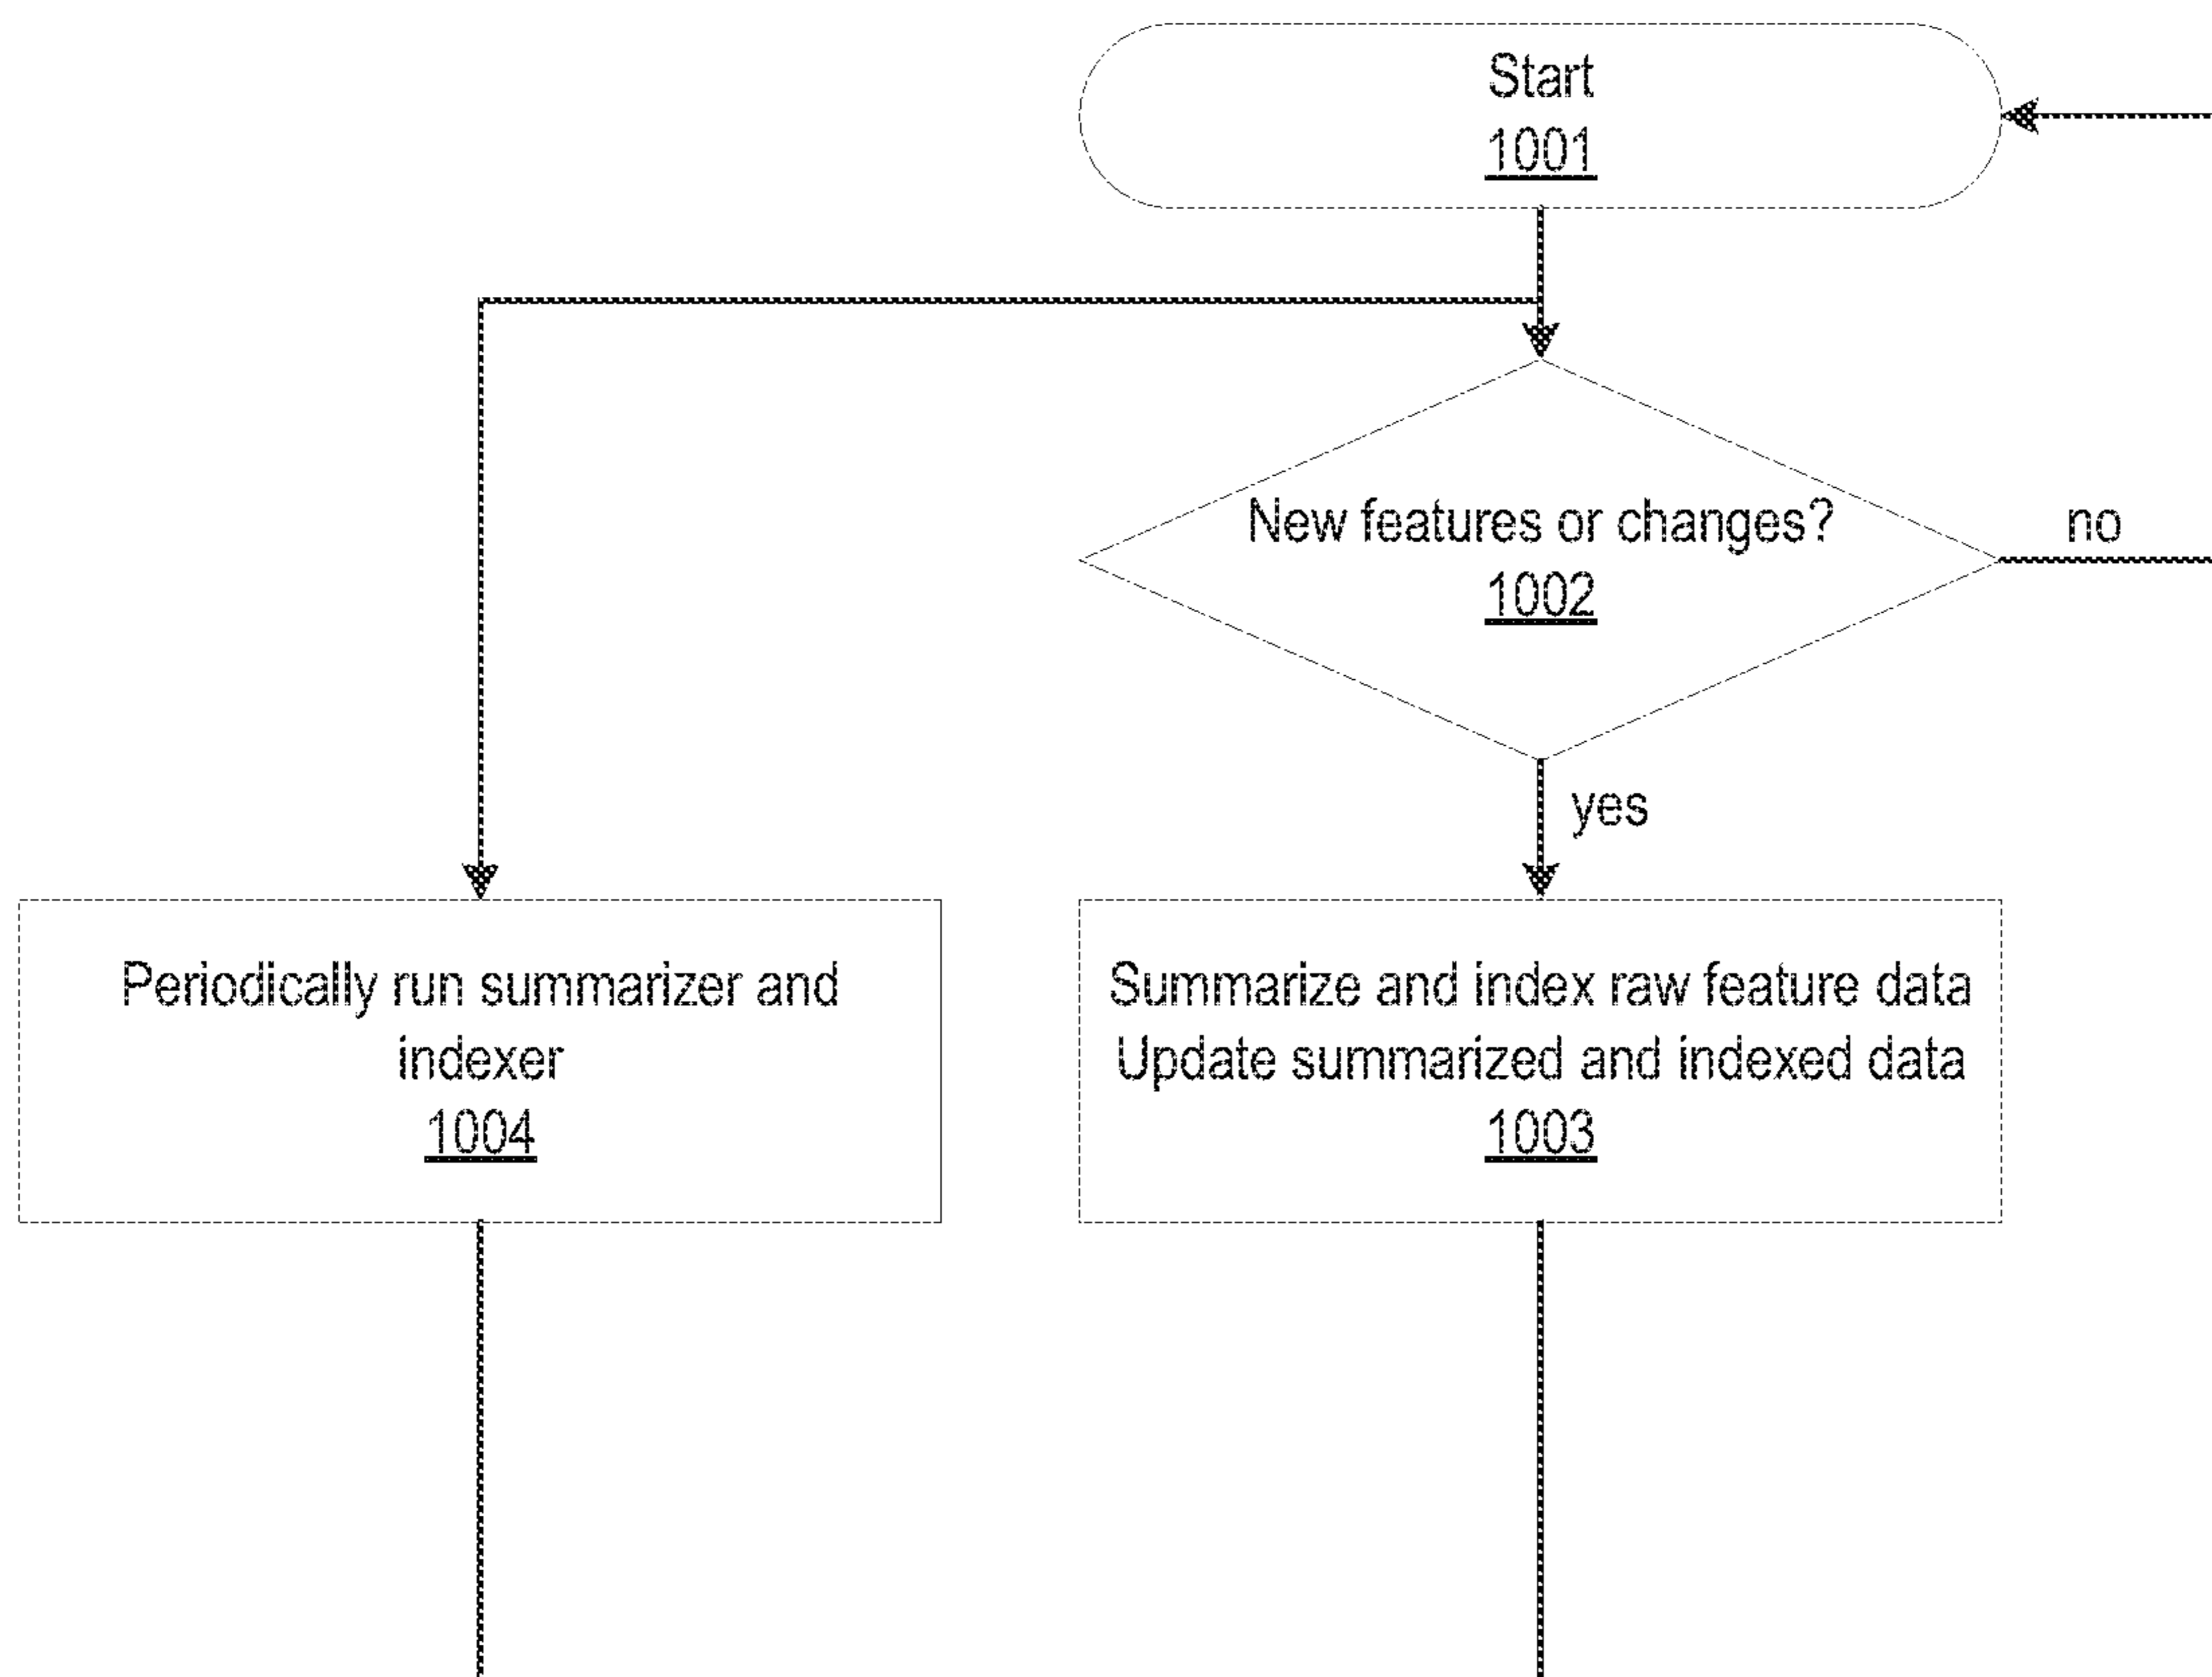 Start
1001
New features or changes?
1002
no
yes
Periodically run summarizer and
indexer
1004
Summarize and index raw feature data
Update summarized and indexed data
1003